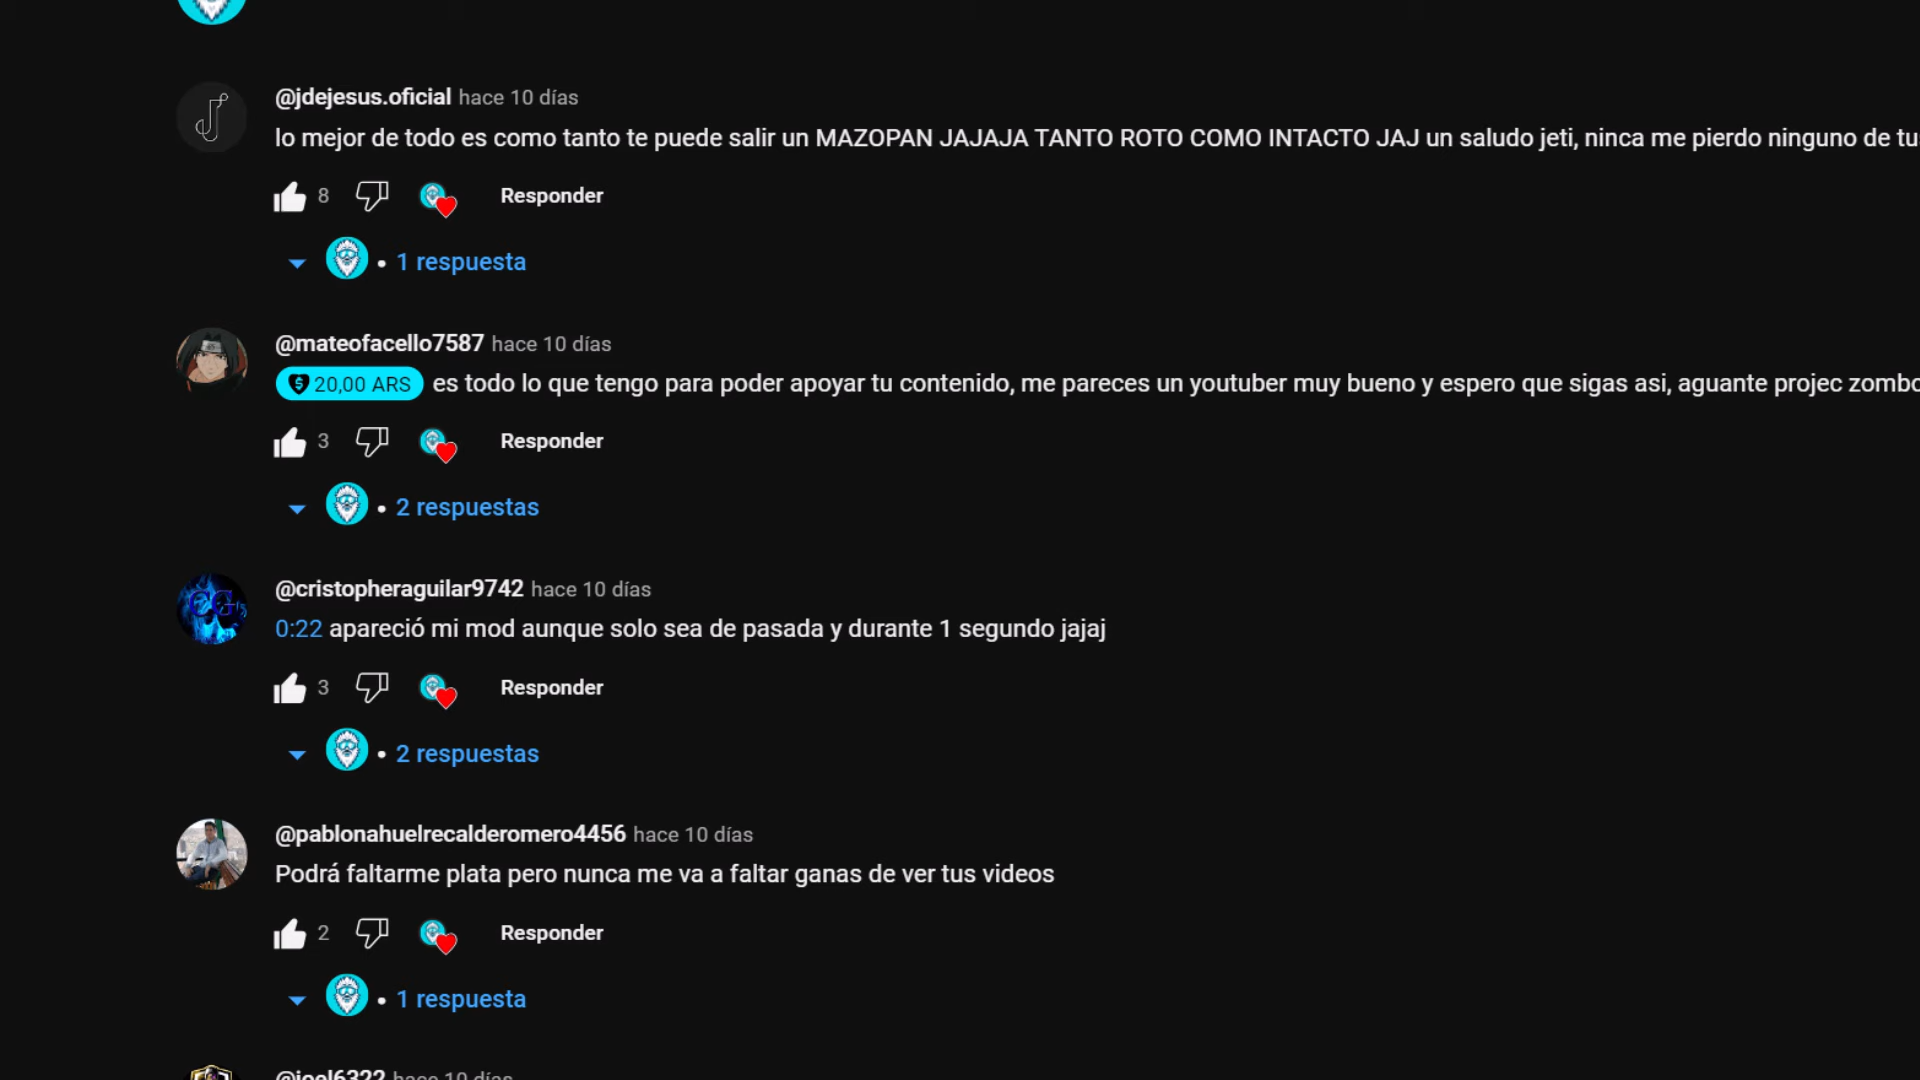 @jdejesus.oficial hace 10 días
lo mejor de todo es como tanto te puede salir un MAZOPAN JAJAJA TANTO ROTO COMO INTACTO JAJ un saludo jeti, ninca me pierdo ninguno de
8 Responder
1 respuesta
@mateofacello7587 hace 10 días
20,00 ARS es todo lo que tengo para poder apoyar tu contenido, me pareces un youtuber muy bueno y espero que sigas asi, aguante projec
3 Responder
2 respuestas
@cristopheraguilar9742 hace 10 días
0:22 apareció mi mod aunque solo sea de pasada y durante 1 segundo jajaj
3 Responder
2 respuestas
@pablonahuelrecalderomero4456 hace 10 días
Podrá faltarme plata pero nunca me va a faltar ganas de ver tus videos
2 Responder
1 respuesta
@joel6322 hace 10 días